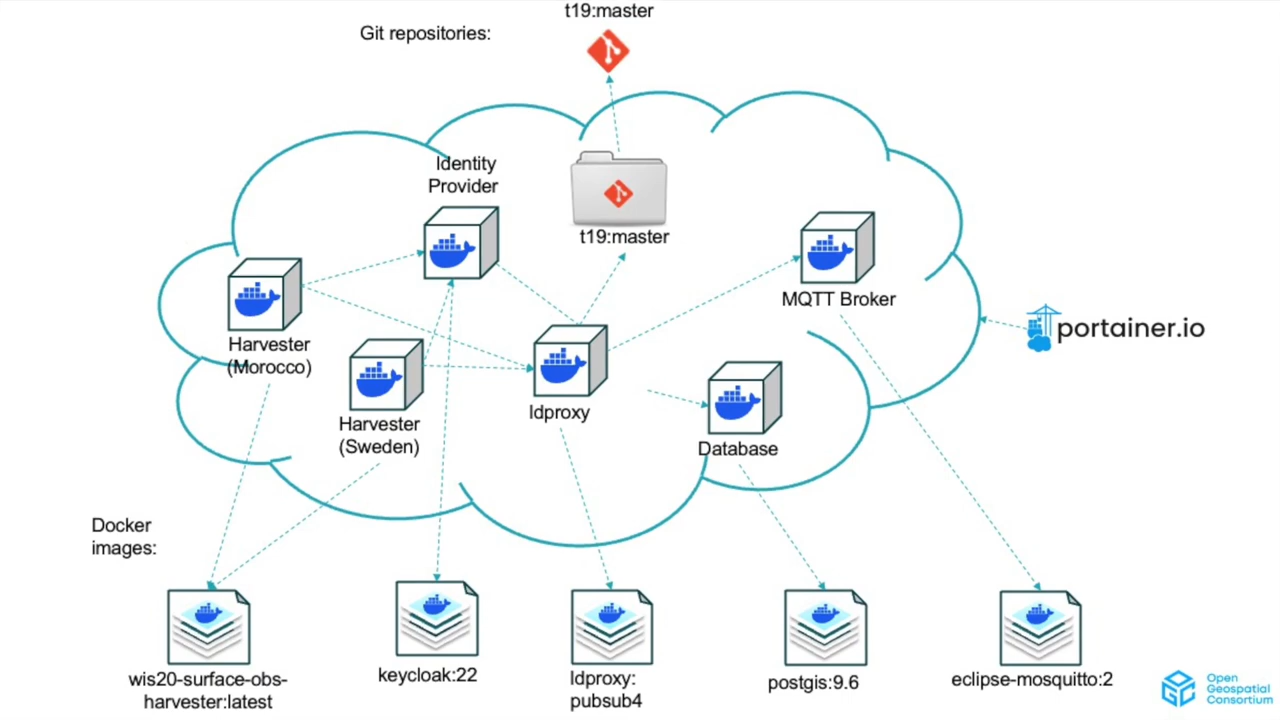 t19:master
Git repositories:
Identity
Provider
t19:master
MQTT Broker
portainer.io
Harvester
(Morocco)
ldproxy
Harvester
(Sweden)
Database
Docker
images:
wis20-surface-obs-
harvester:latest
keycloak:22
ldproxy:
pubsub4
postgis:9.6
eclipse-mosquitto:2
OGC
Open
Geospatial
Consortium